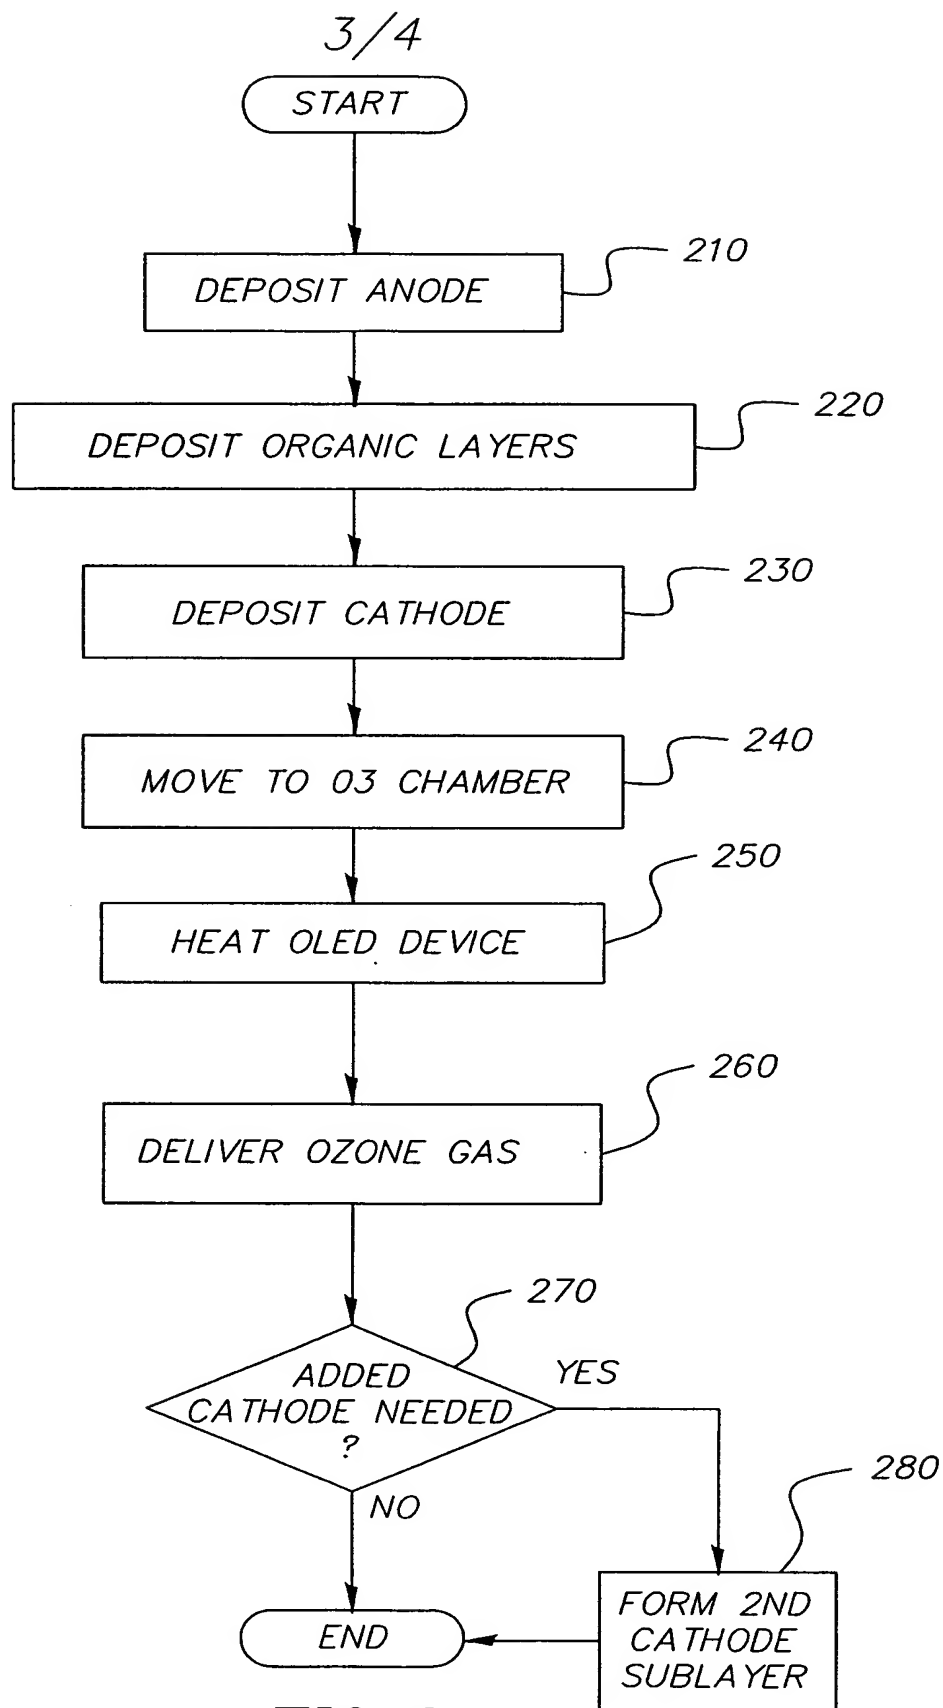 3/4
START
DEPOSIT ANODE
210
DEPOSIT ORGANIC LAYERS
220
DEPOSIT CATHODE
230
MOVE TO 03 CHAMBER
240
HEAT OLED DEVICE
250
DELIVER OZONE GAS
260
ADDED
CATHODE NEEDED
?
270
YES
NO
END
FORM 2ND
CATHODE
SUBLAYER
280